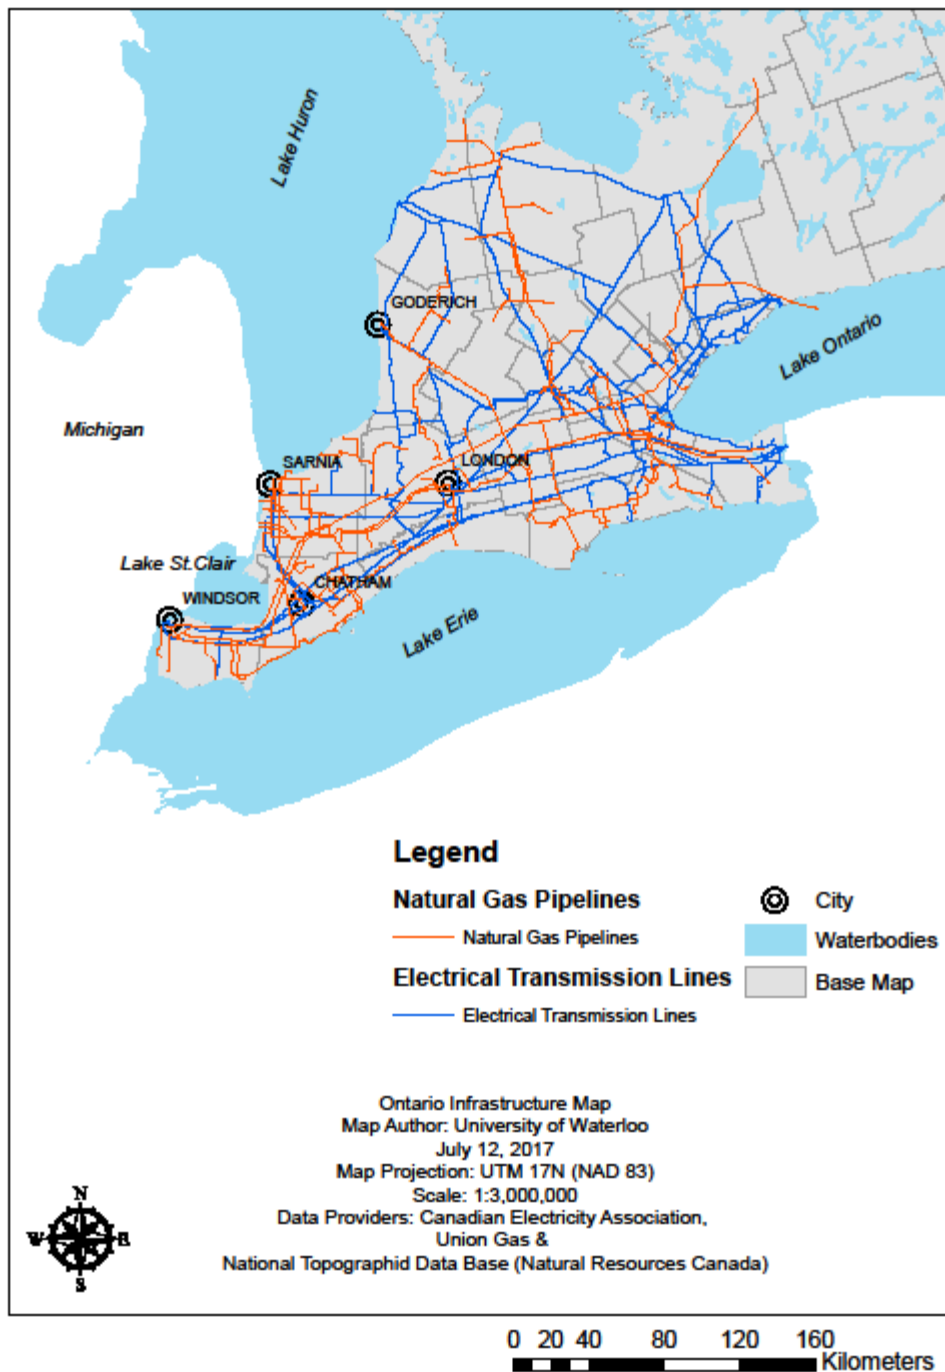 Lake Huron
GODERICH
Lake Ontario
Michigan
SARNIA
LONDON
Lake St.Clair
WINDSOR
CHATHAM
Lake Erie
Legend
Natural Gas Pipelines
Natural Gas Pipelines
Electrical Transmission Lines
Electrical Transmission Lines
City
Waterbodies
Base Map
Ontario Infrastructure Map
Map Author: University of Waterloo
July 12, 2017
Map Projection: UTM 17N (NAD 83)
Scale: 1:3,000,000
Data Providers: Canadian Electricity Association,
Union Gas &
National Topographid Data Base (Natural Resources Canada)
N
W E
S
0 20 40 80 120 160
Kilometers